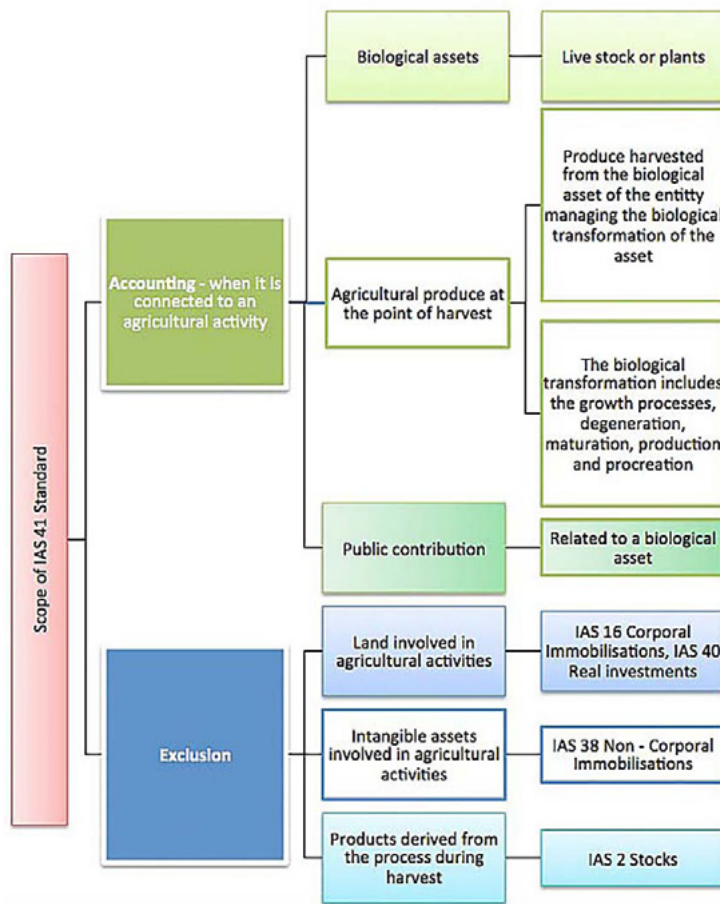 Scope of IAS 41 Standard
Accounting - when it is
connected to an
agricultural activity
Biological assets
Live stock or plants
Agricultural produce at
the point of harvest
Produce harvested
from the biological
asset of the entity
managing the biological
transformation of the
asset
The biological
transformation includes
the growth processes,
degeneration,
maturation, production
and procreation
Public contribution
Related to a biological
asset
Exclusion
Land involved in
agricultural activities
IAS 16 Corporal
Immobilisations, IAS 40
Real investments
Intangible assets
involved in agricultural
activities
IAS 38 Non - Corporal
Immobilisations
Products derived from
the process during
harvest
IAS 2 Stocks